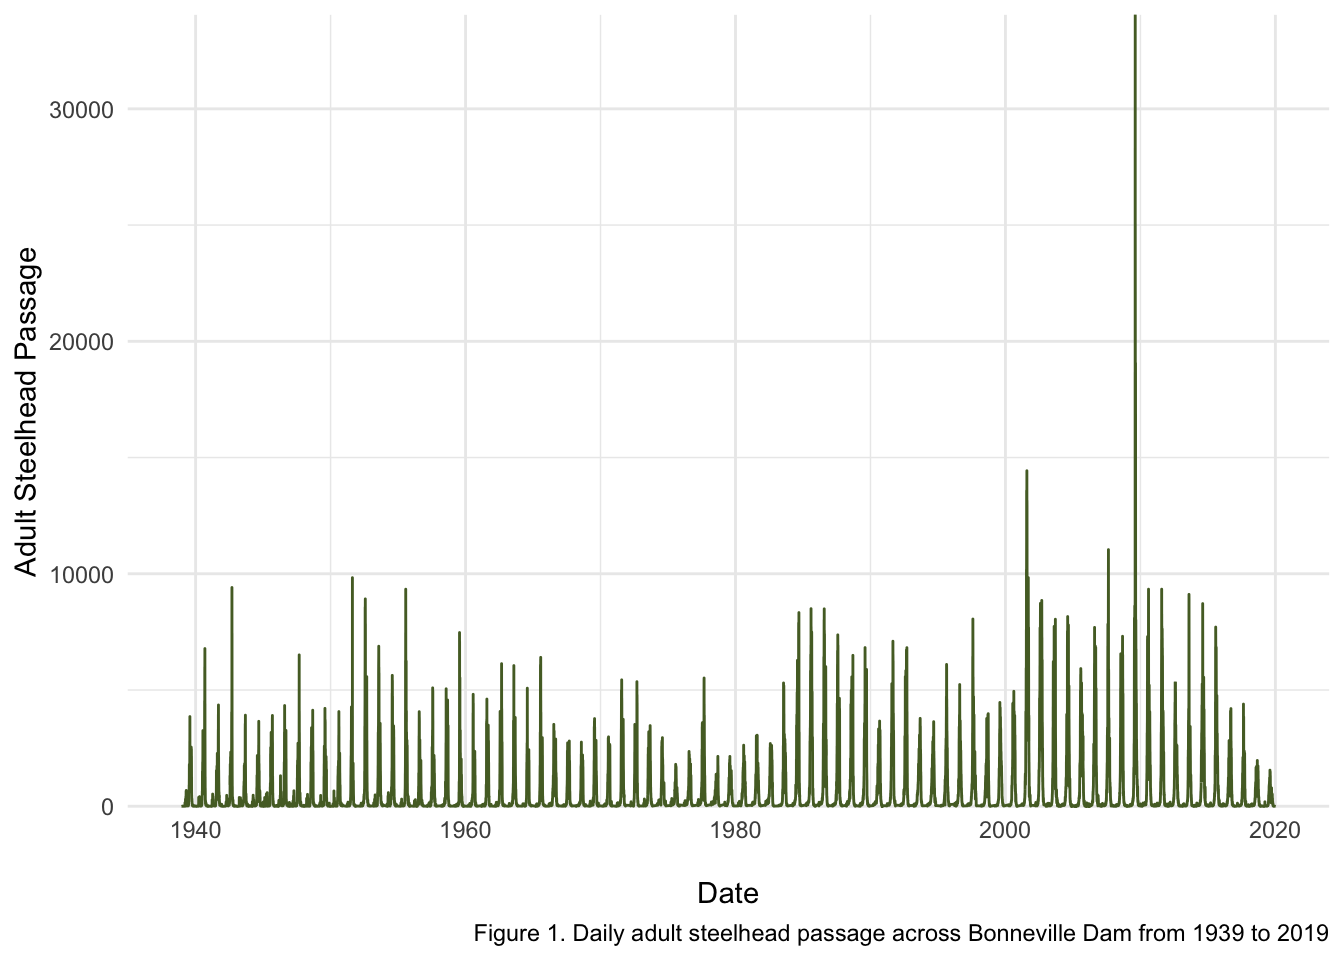 Adult Steelhead Passage
30000
20000
10000
0
1940 1960 1980 2000 2020
Date
Figure 1. Daily adult steelhead passage across Bonneville Dam from 1939 to 2019